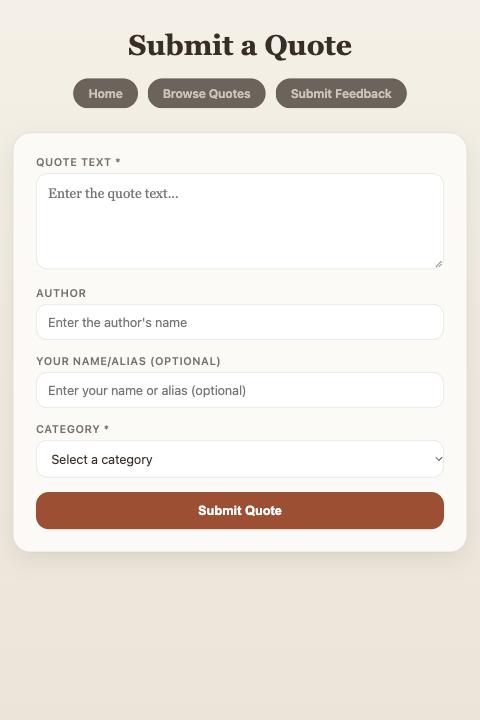 Submit a Quote
Home Browse Quotes Submit Feedback
QUOTE TEXT *
Enter the quote text...
AUTHOR
Enter the author's name
YOUR NAME/ALIAS (OPTIONAL)
Enter your name or alias (optional)
CATEGORY *
Select a category
Submit Quote